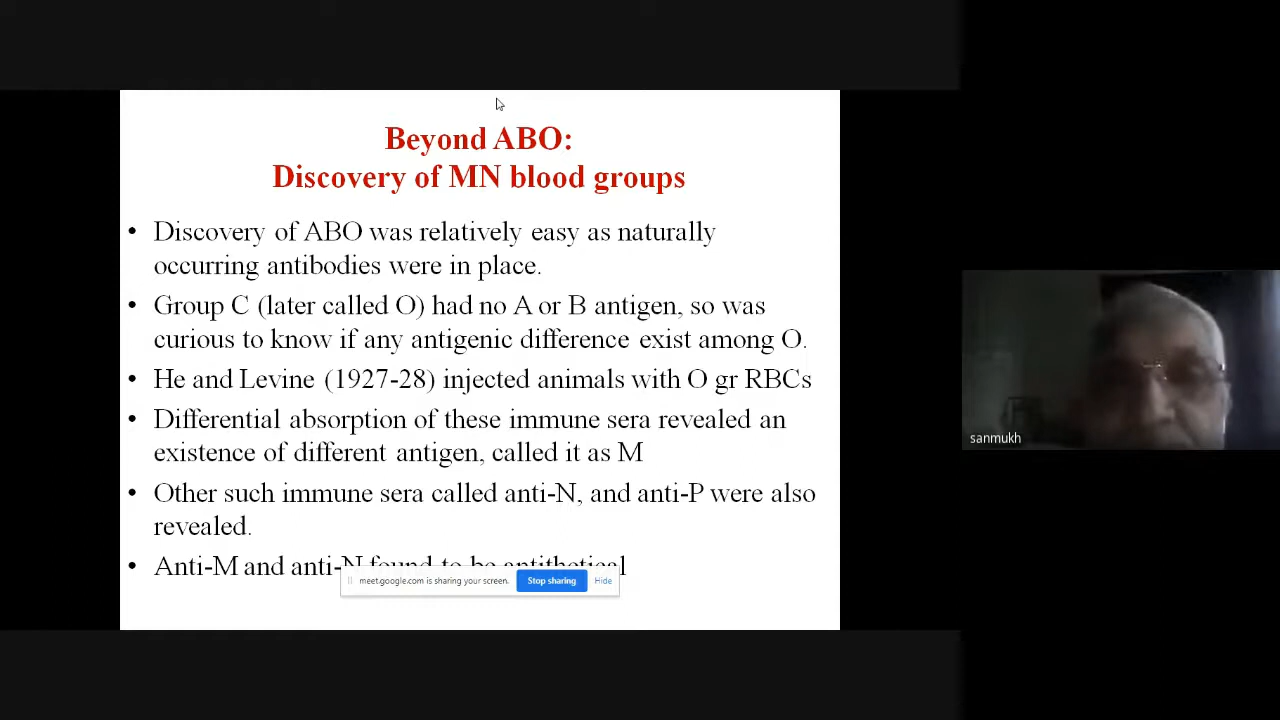 Beyond ABO:
Discovery of MN blood groups
• Discovery of ABO was relatively easy as naturally
occurring antibodies were in place.
• Group C (later called O) had no A or B antigen, so was
curious to know if any antigenic difference exist among O.
• He and Levine (1927-28) injected animals with O gr RBCs
• Differential absorption of these immune sera revealed an
existence of different antigen, called it as M
• Other such immune sera called anti-N, and anti-P were also
revealed.
• Anti-M and anti-N found to be antithetical
meet.google.com is sharing your screen. Stop sharing Hide
sanmukh